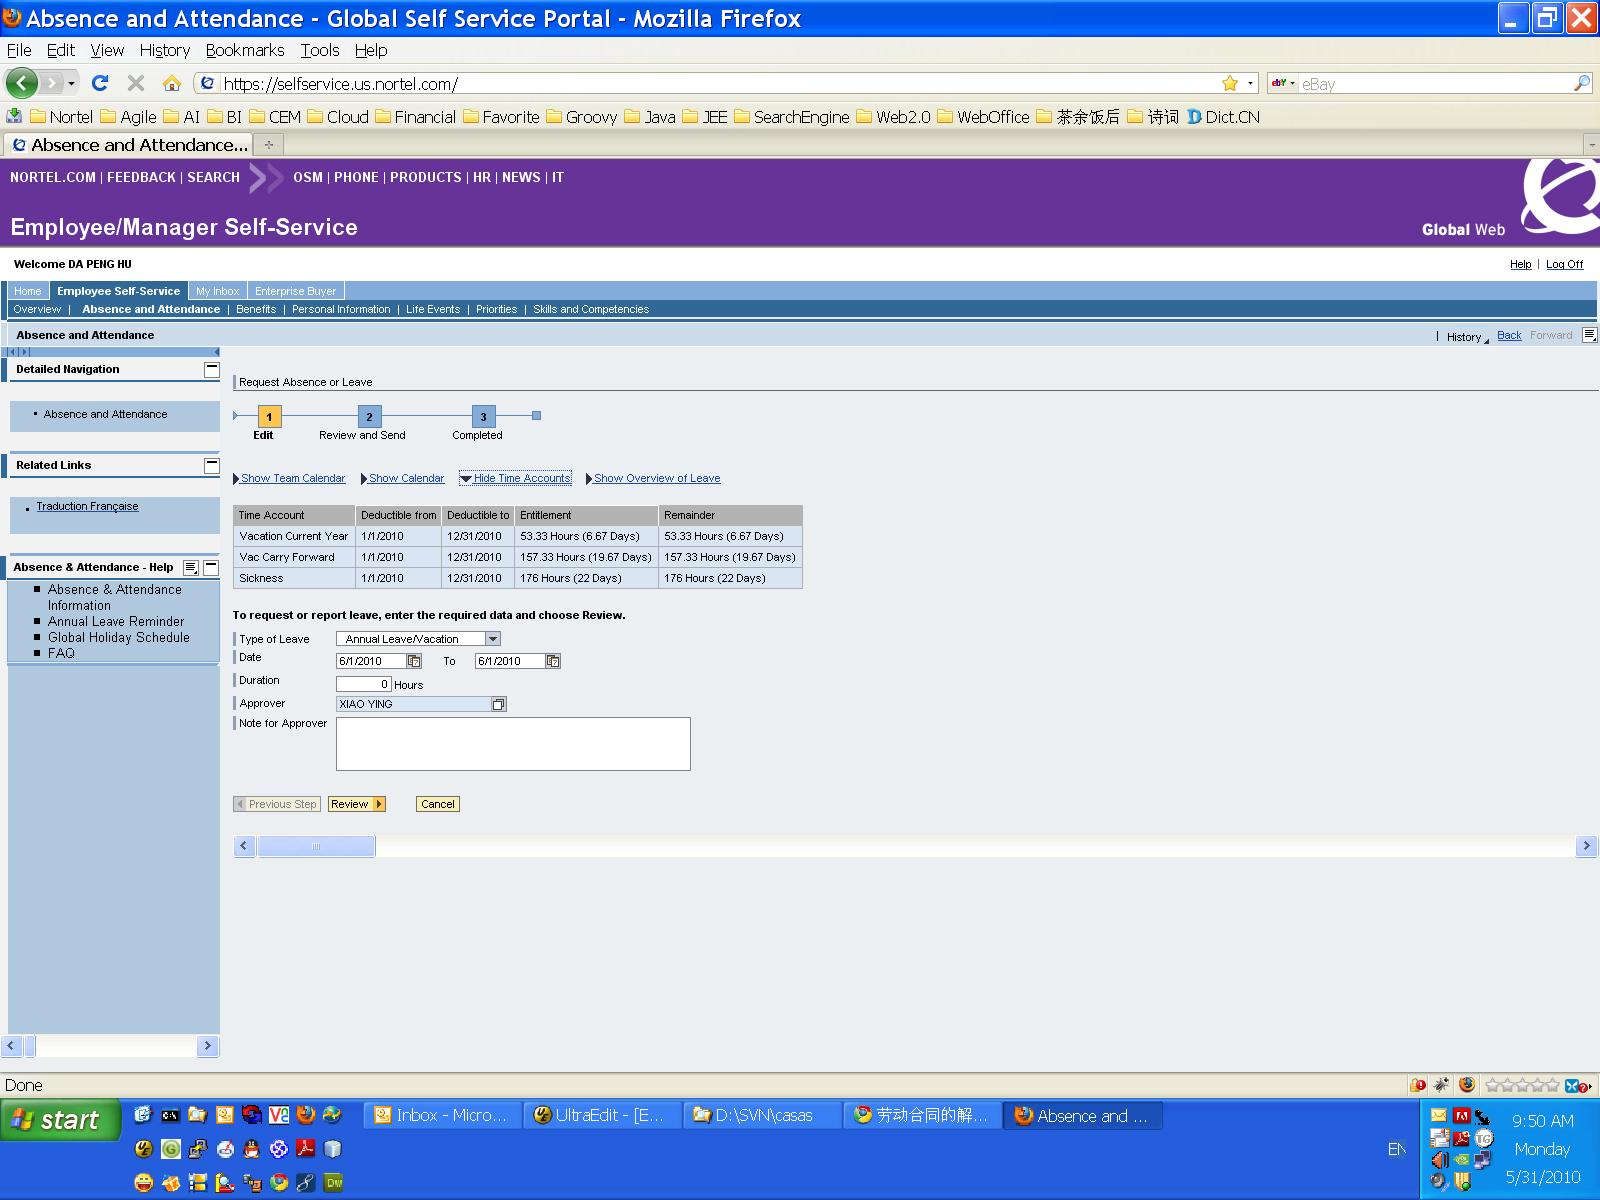 Absence and Attendance - Global Self Service Portal - Mozilla Firefox
File Edit View History Bookmarks Tools Help
https://selfservice.us.nortel.com/ eBay
Nortel Agile AI BI CEM Cloud Financial Favorite Groovy Java JEE SearchEngine Web2.0 WebOffice 茶余饭后 诗词 Dict.CN
Absence and Attendance...
NORTEL.COM | FEEDBACK | SEARCH OSM | PHONE | PRODUCTS | HR | NEWS | IT
Employee/Manager Self-Service
Global Web
Welcome DA PENG HU
Help | Log Off
Home Employee Self-Service My Inbox Enterprise Buyer
Overview | Absence and Attendance | Benefits | Personal Information | Life Events | Priorities | Skills and Competencies
Absence and Attendance
| History Back Forward
Detailed Navigation
Absence and Attendance
Related Links
Traduction Française
Absence & Attendance - Help
Absence & Attendance Information
Annual Leave Reminder
Global Holiday Schedule
FAQ
Request Absence or Leave
1 2 3
Edit Review and Send Completed
Show Team Calendar Show Calendar Hide Time Accounts Show Overview of Leave
Time Account Deductible from Deductible to Entitlement Remainder
Vacation Current Year 1/1/2010 12/31/2010 53.33 Hours (6.67 Days) 53.33 Hours (6.67 Days)
Vac Carry Forward 1/1/2010 12/31/2010 157.33 Hours (19.67 Days) 157.33 Hours (19.67 Days)
Sickness 1/1/2010 12/31/2010 176 Hours (22 Days) 176 Hours (22 Days)
To request or report leave, enter the required data and choose Review.
Type of Leave Annual Leave/Vacation
Date 6/1/2010 To 6/1/2010
Duration 0 Hours
Approver XIAO YING
Note for Approver
Previous Step Review Cancel
Done
start Inbox - Micro... UltraEdit - [E... D:\SVN\casas 劳动合同的解... Absence and ...
EN
9:50 AM
Monday
5/31/2010